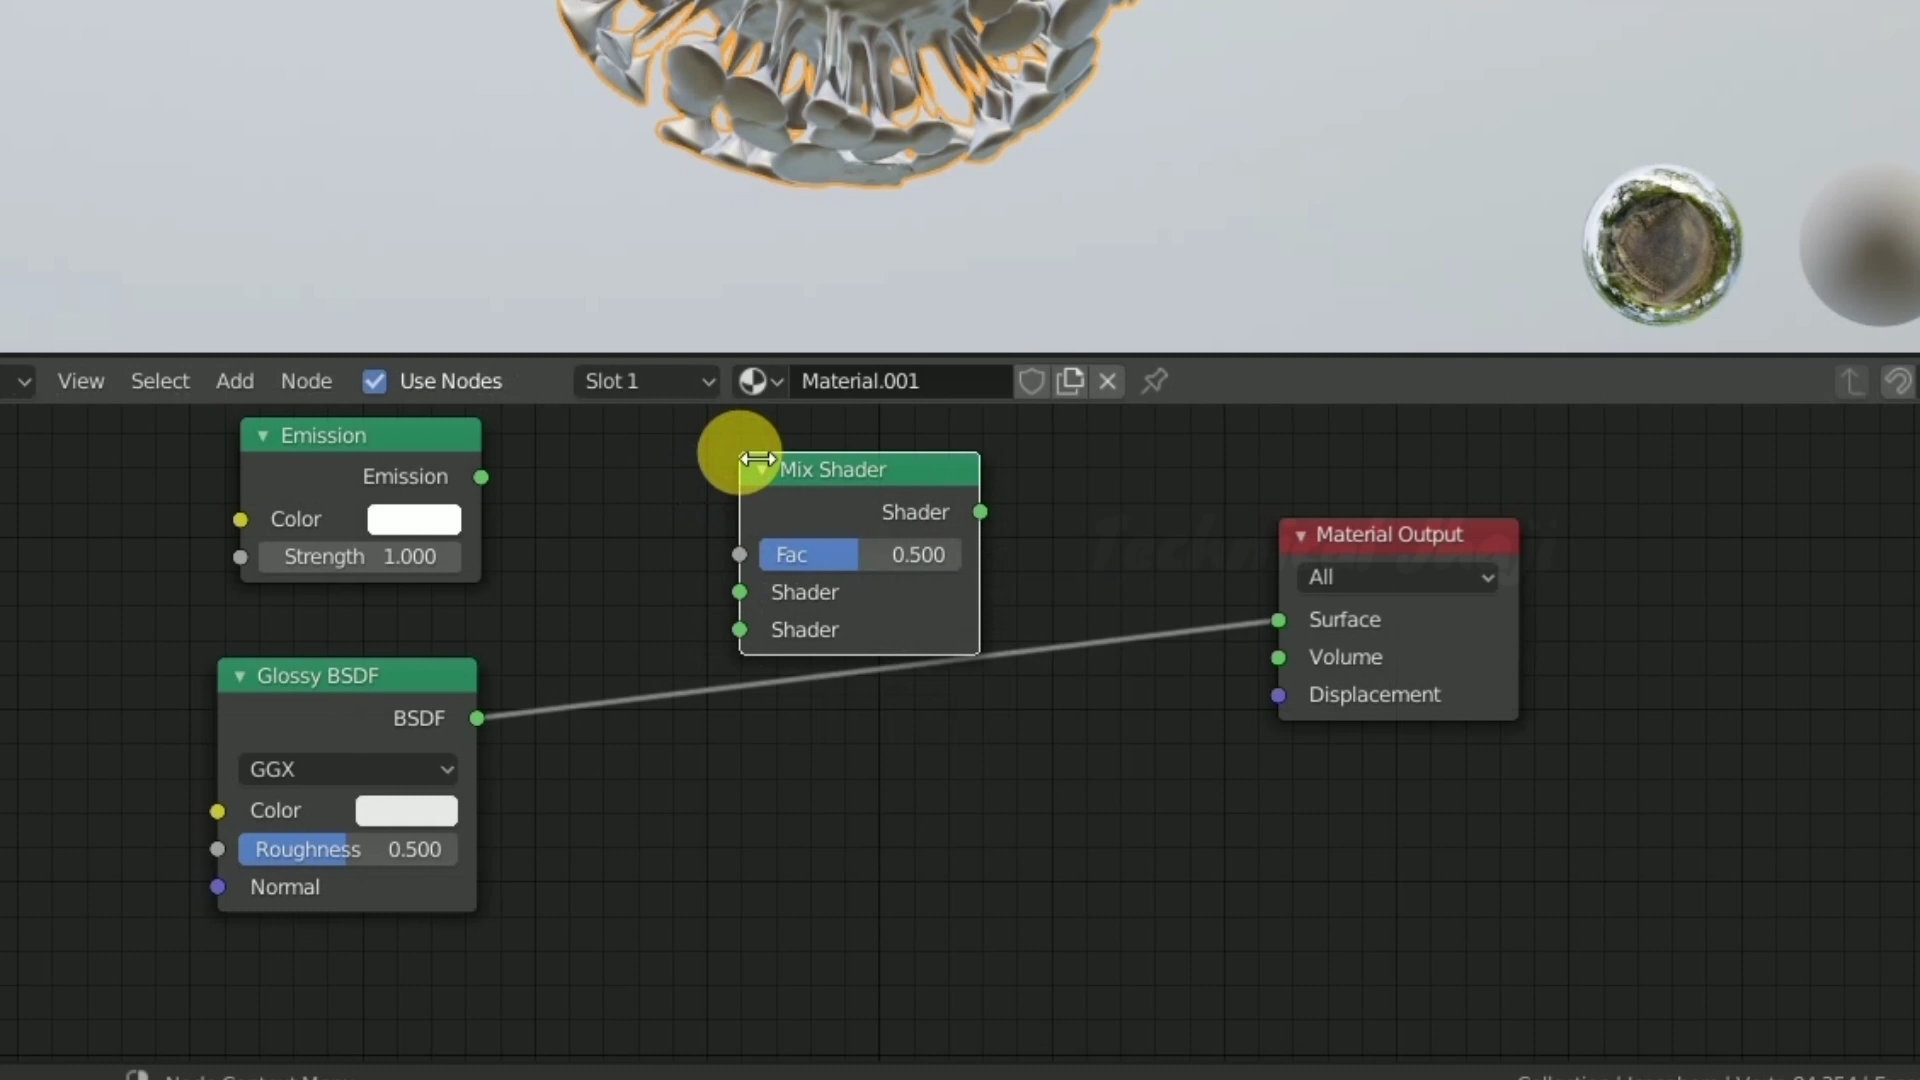 View Select Add Node Use Nodes Slot 1 Material.001
Emission
Emission
Color
Strength 1.000
Mix Shader
Shader
Fac 0.500
Shader
Shader
Material Output
All
Surface
Volume
Displacement
Glossy BSDF
BSDF
GGX
Color
Roughness 0.500
Normal